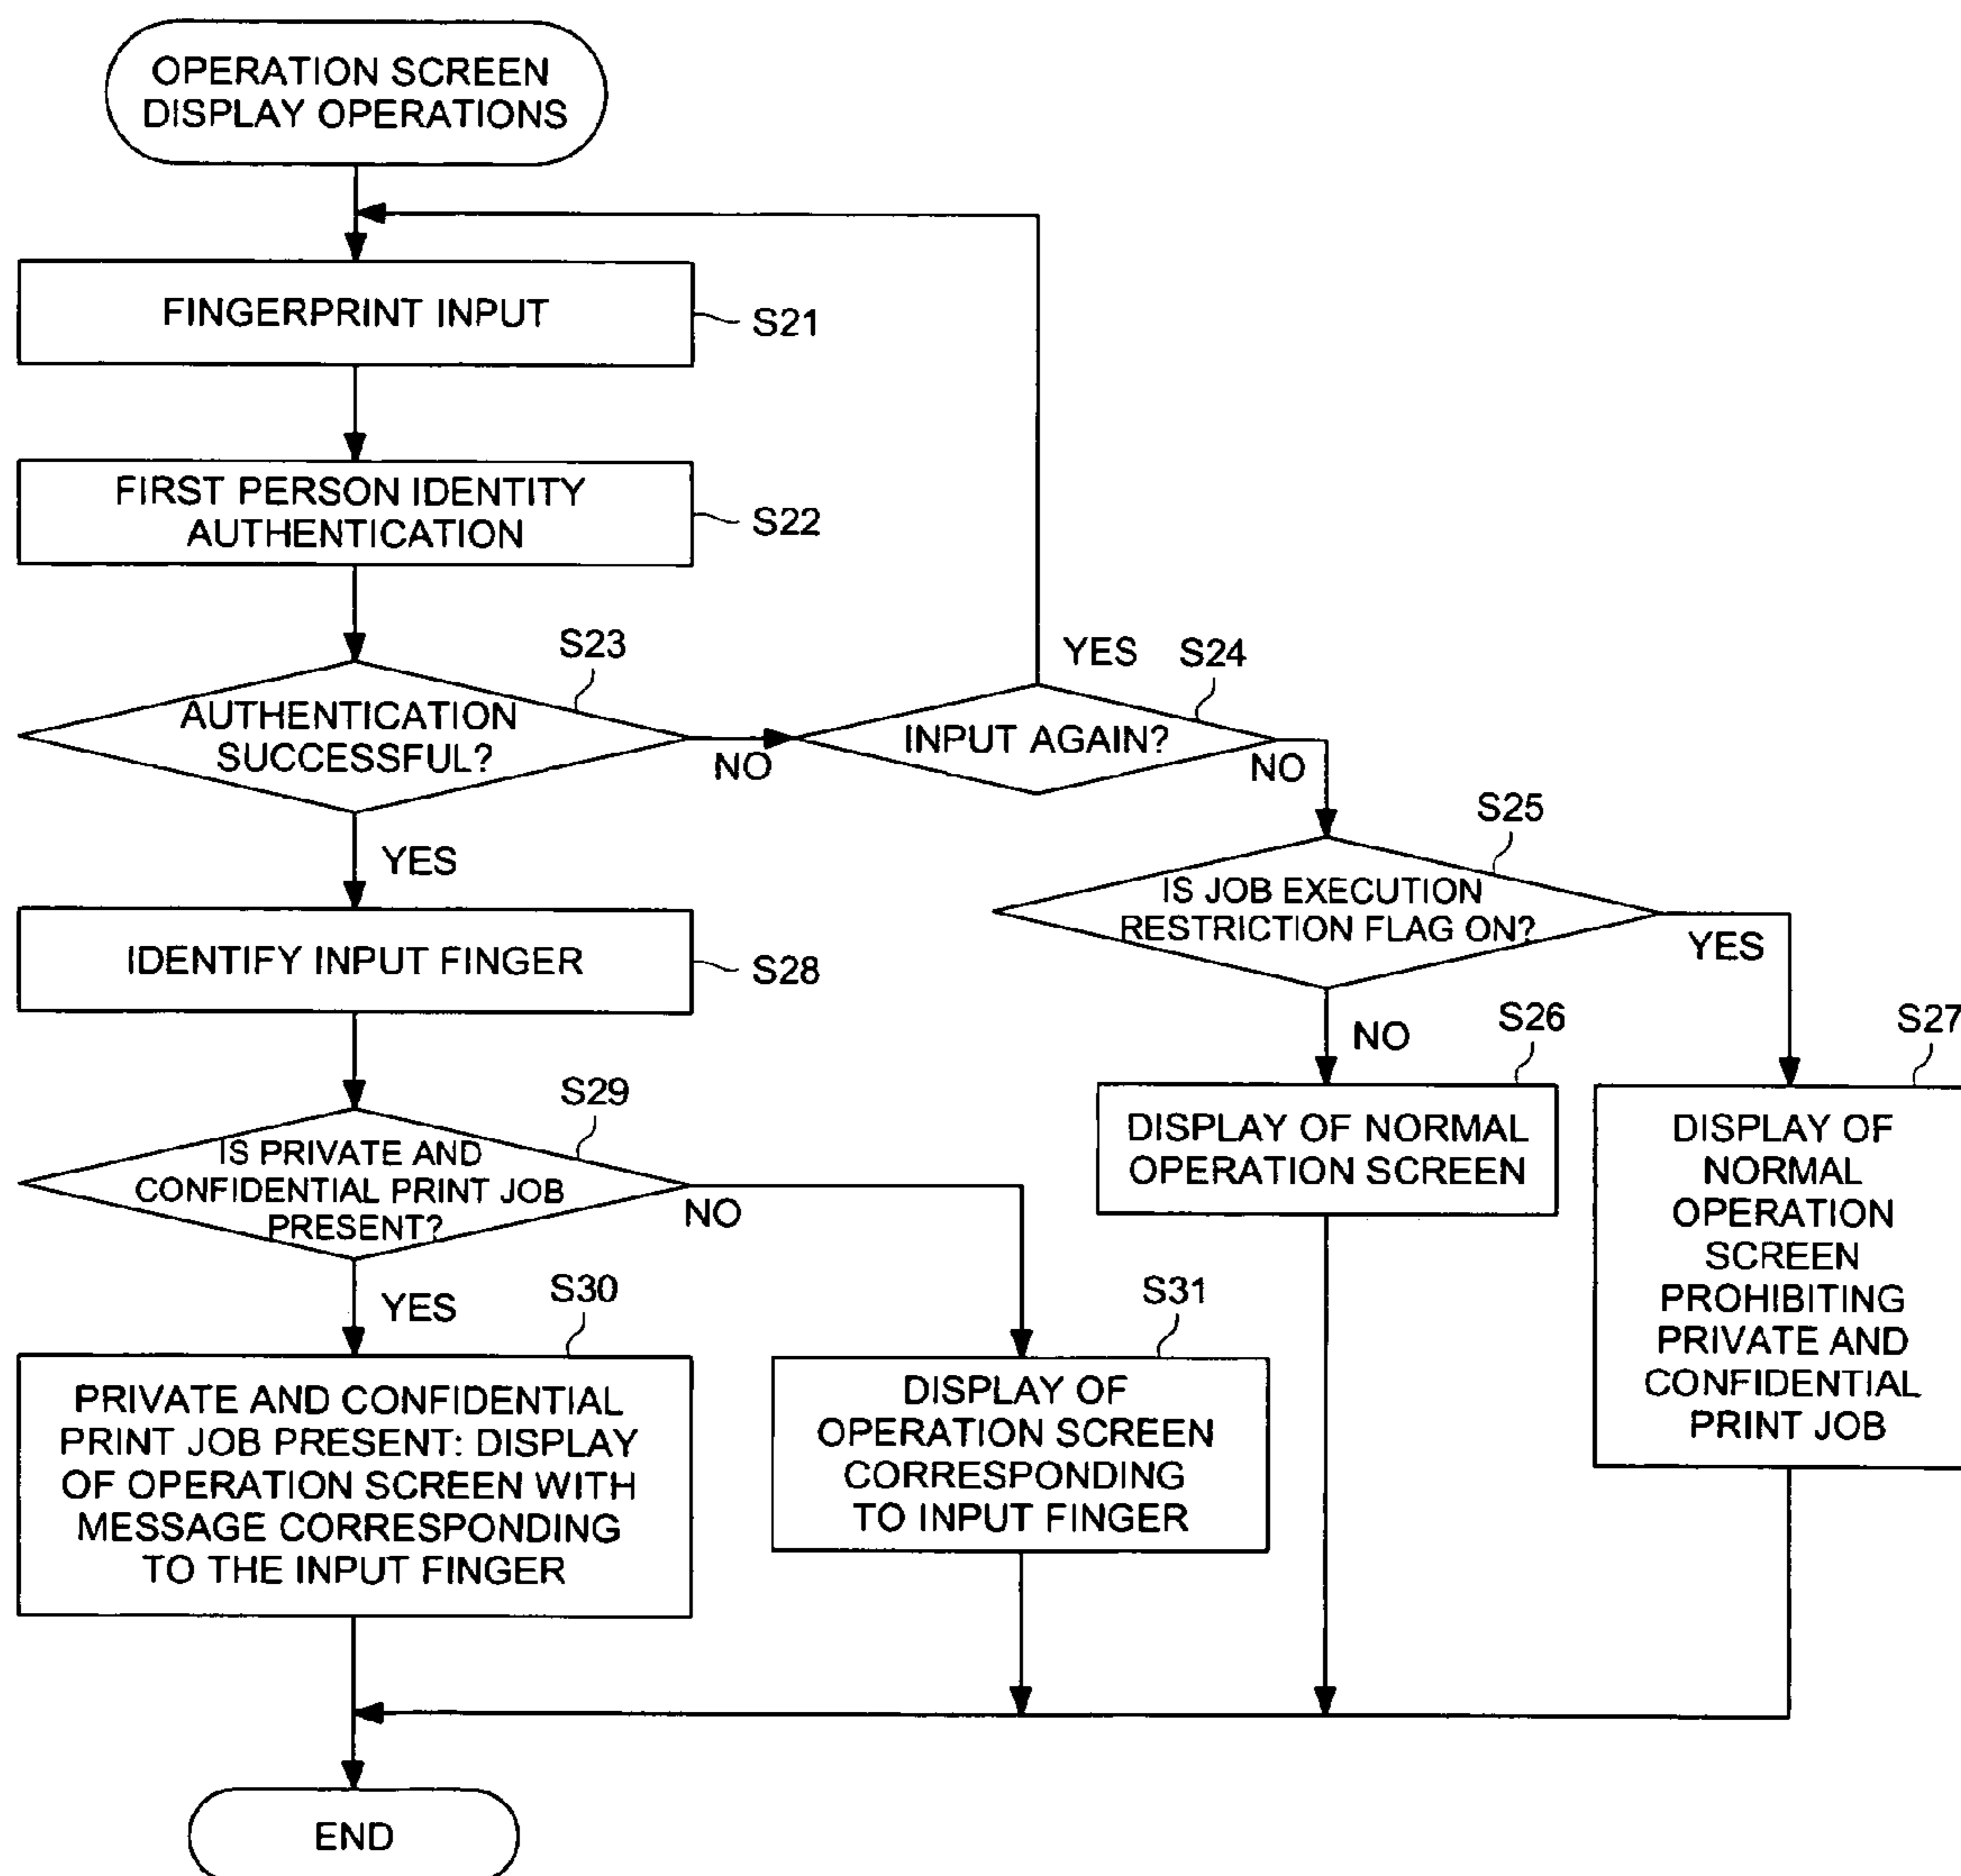 OPERATION SCREEN
DISPLAY OPERATIONS
FINGERPRINT INPUT
S21
FIRST PERSON IDENTITY
AUTHENTICATION
S22
S23
AUTHENTICATION
SUCCESSFUL?
NO
YES
S24
INPUT AGAIN?
YES
NO
S25
IS JOB EXECUTION
RESTRICTION FLAG ON?
YES
NO
S26
DISPLAY OF NORMAL
OPERATION SCREEN
S27
DISPLAY OF
NORMAL
OPERATION
SCREEN
PROHIBITING
PRIVATE AND
CONFIDENTIAL
PRINT JOB
IDENTIFY INPUT FINGER
S28
S29
IS PRIVATE AND
CONFIDENTIAL PRINT JOB
PRESENT?
NO
YES
S30
PRIVATE AND CONFIDENTIAL
PRINT JOB PRESENT: DISPLAY
OF OPERATION SCREEN WITH
MESSAGE CORRESPONDING
TO THE INPUT FINGER
S31
DISPLAY OF
OPERATION SCREEN
CORRESPONDING
TO INPUT FINGER
END